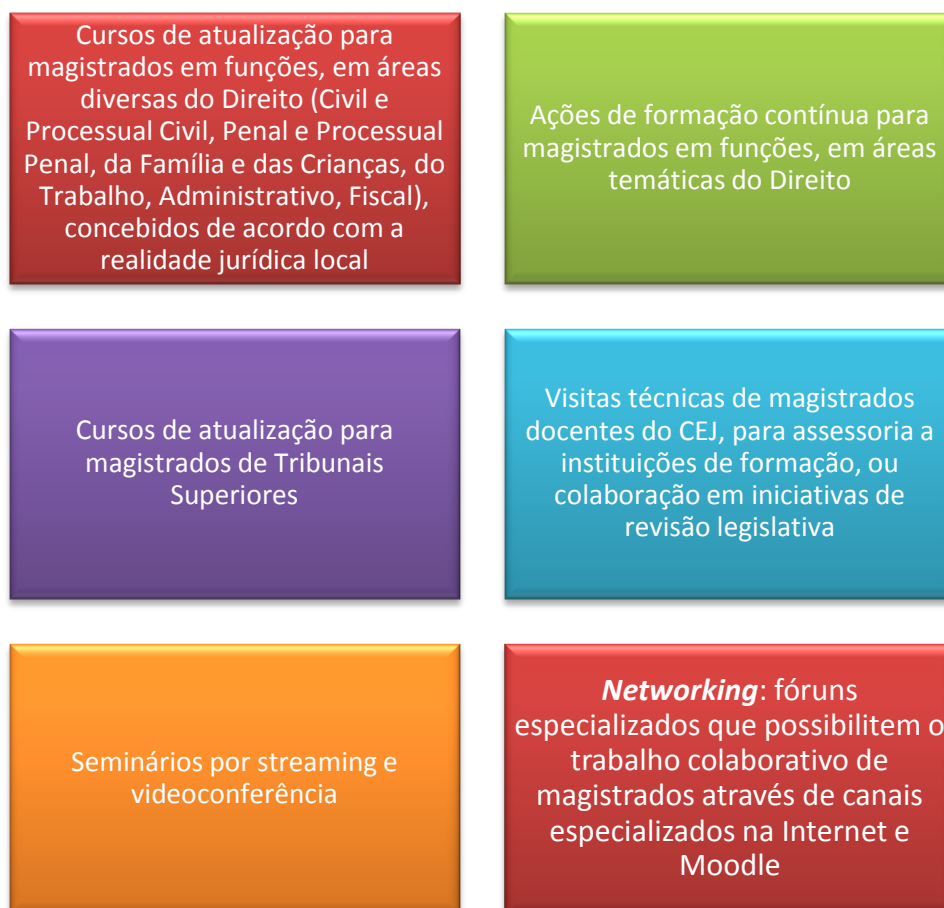 Cursos de atualização para
magistrados em funções, em áreas
diversas do Direito (Civil e
Processual Civil, Penal e Processual
Penal, da Família e das Crianças, do
Trabalho, Administrativo, Fiscal),
concebidos de acordo com a
realidade jurídica local
Ações de formação contínua para
magistrados em funções, em áreas
temáticas do Direito
Cursos de atualização para
magistrados de Tribunais
Superiores
Visitas técnicas de magistrados
docentes do CEJ, para assessoria a
instituições de formação, ou
colaboração em iniciativas de
revisão legislativa
Seminários por streaming e
videoconferência
Networking: fóruns
especializados que possibilitem o
trabalho colaborativo de
magistrados através de canais
especializados na Internet e
Moodle